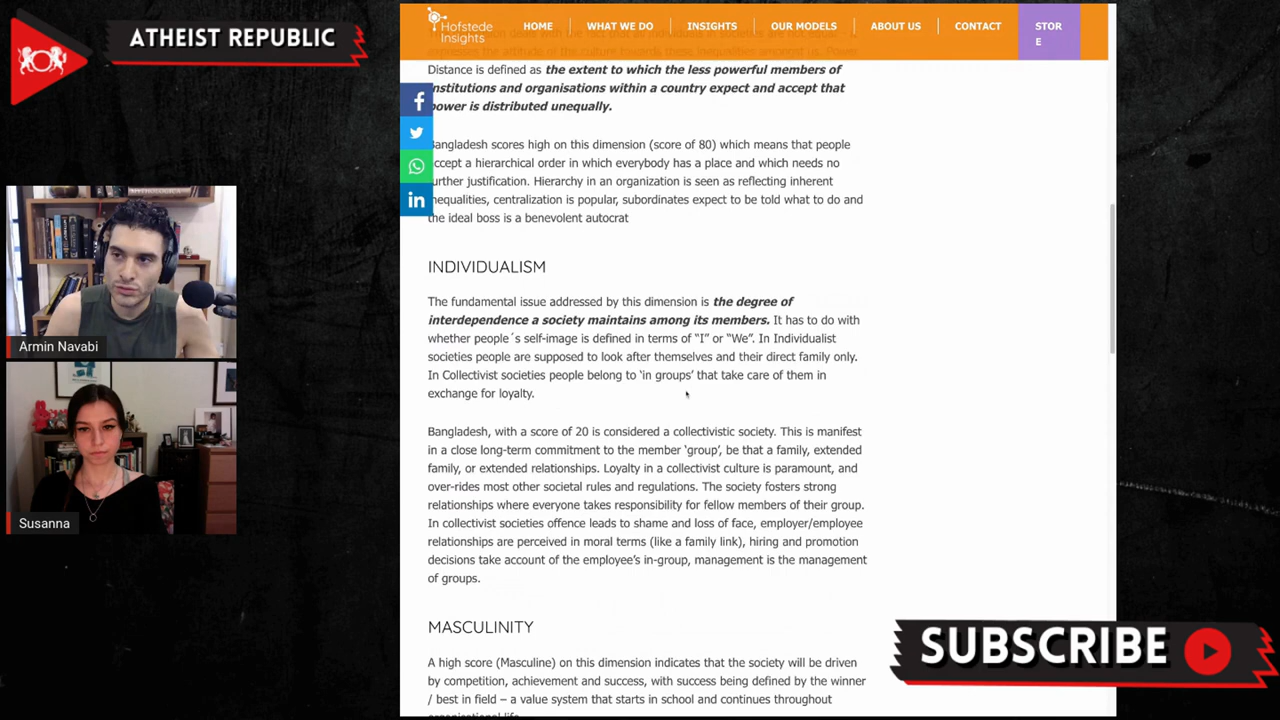 ATHEIST REPUBLIC
Armin Navabi
Susanna
Hofstede
Insights
HOME
WHAT WE DO
INSIGHTS
OUR MODELS
ABOUT US
CONTACT
STOR
E
Distance is defined as the extent to which the less powerful members of
institutions and organisations within a country expect and accept that
power is distributed unequally.
Bangladesh scores high on this dimension (score of 80) which means that people
accept a hierarchical order in which everybody has a place and which needs no
further justification. Hierarchy in an organization is seen as reflecting inherent
inequalities, centralization is popular, subordinates expect to be told what to do and
the ideal boss is a benevolent autocrat
INDIVIDUALISM
The fundamental issue addressed by this dimension is the degree of
interdependence a society maintains among its members. It has to do with
whether people´s self-image is defined in terms of “I” or “We”. In Individualist
societies people are supposed to look after themselves and their direct family only.
In Collectivist societies people belong to ‘in groups’ that take care of them in
exchange for loyalty.
Bangladesh, with a score of 20 is considered a collectivistic society. This is manifest
in a close long-term commitment to the member ‘group’, be that a family, extended
family, or extended relationships. Loyalty in a collectivist culture is paramount, and
over-rides most other societal rules and regulations. The society fosters strong
relationships where everyone takes responsibility for fellow members of their group.
In collectivist societies offence leads to shame and loss of face, employer/employee
relationships are perceived in moral terms (like a family link), hiring and promotion
decisions take account of the employee’s in-group, management is the management
of groups.
MASCULINITY
A high score (Masculine) on this dimension indicates that the society will be driven
by competition, achievement and success, with success being defined by the winner
/ best in field – a value system that starts in school and continues throughout
organisational life.
SUBSCRIBE